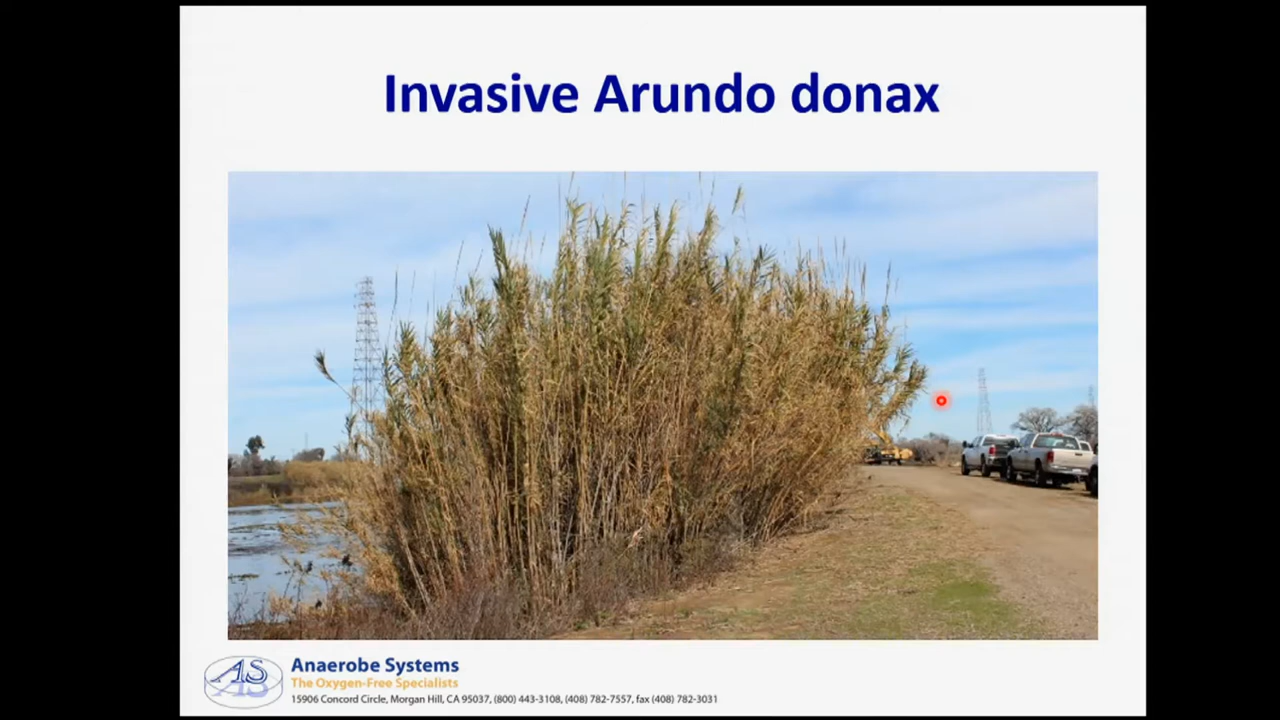 Invasive Arundo donax
AS
Anaerobe Systems
The Oxygen-Free Specialists
15906 Concord Circle, Morgan Hill, CA 95037, (800) 443-3108, (408) 782-7557, fax (408) 782-3031